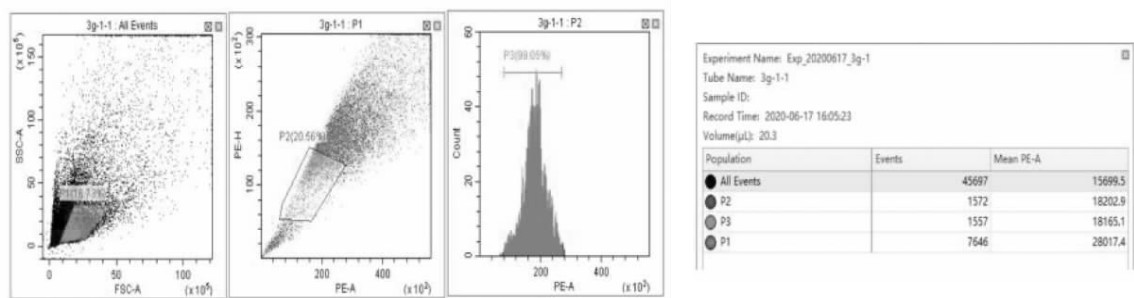 3g-1-1 : All Events
(x 10⁵)
150
100
50
0
SSC-A
0
50
100
FSC-A
(x 10⁵)
3g-1-1 : P1
(x 10²)
300
200
100
PE-H
P2(20.56%)
200
400
PE-A
(x 10²)
3g-1-1 : P2
60
40
20
0
Count
P3(99.05%)
200
400
PE-A
Experiment Name: Exp_20200617_3g-1
Tube Name: 3g-1-1
Sample ID:
Record Time: 2020-06-17 16:05:23
Volume(μL): 20.3
Population Events Mean PE-A
All Events 45697 15699.5
P2 1572 18202.9
P3 1557 18165.1
P1 7646 28017.4